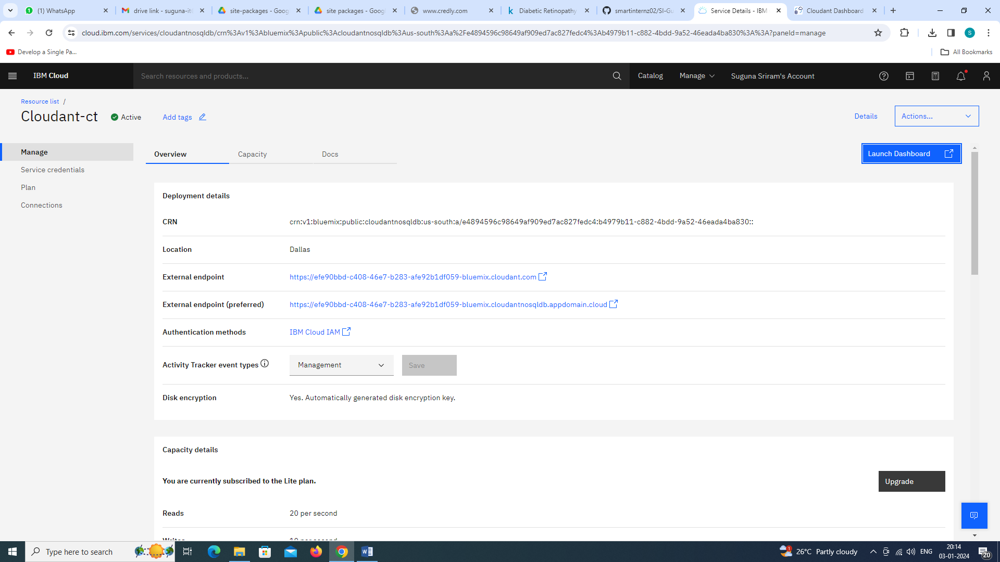 (1) WhatsApp
drive link - suguna-it
site-packages - Goog
site packages - Goog
www.credly.com
Diabetic Retinopathy
smartinternz02/SI-Gu
Service Details - IBM
Cloudant Dashboard
cloud.ibm.com/services/cloudantnosqldb/crn%3Av1%3Abluemix%3Apublic%3Acloudantnosqldb%3Aus-south%3Aa%2Fe4894596c98649af909ed7ac827fedc4%3Ab4979b11-c882-4bdd-9a52-46eada4ba830%3A%3A?paneId=manage
S
Develop a Single Pa...
All Bookmarks
IBM Cloud
Search resources and products...
Catalog
Manage
Suguna Sriram's Account
Resource list /
Cloudant-ct
Active
Add tags
Details
Actions...
Manage
Service credentials
Plan
Connections
Overview
Capacity
Docs
Launch Dashboard
Deployment details
CRN crn:v1:bluemix:public:cloudantnosqldb:us-south:a/e4894596c98649af909ed7ac827fedc4:b4979b11-c882-4bdd-9a52-46eada4ba830::
Location Dallas
External endpoint https://efe90bbd-c408-46e7-b283-afe92b1df059-bluemix.cloudant.com
External endpoint (preferred) https://efe90bbd-c408-46e7-b283-afe92b1df059-bluemix.cloudantnosqldb.appdomain.cloud
Authentication methods IBM Cloud IAM
Activity Tracker event types Management Save
Disk encryption Yes. Automatically generated disk encryption key.
Capacity details
You are currently subscribed to the Lite plan.
Upgrade
Reads 20 per second
Type here to search
26°C Partly cloudy
ENG
20:14
03-01-2024
20